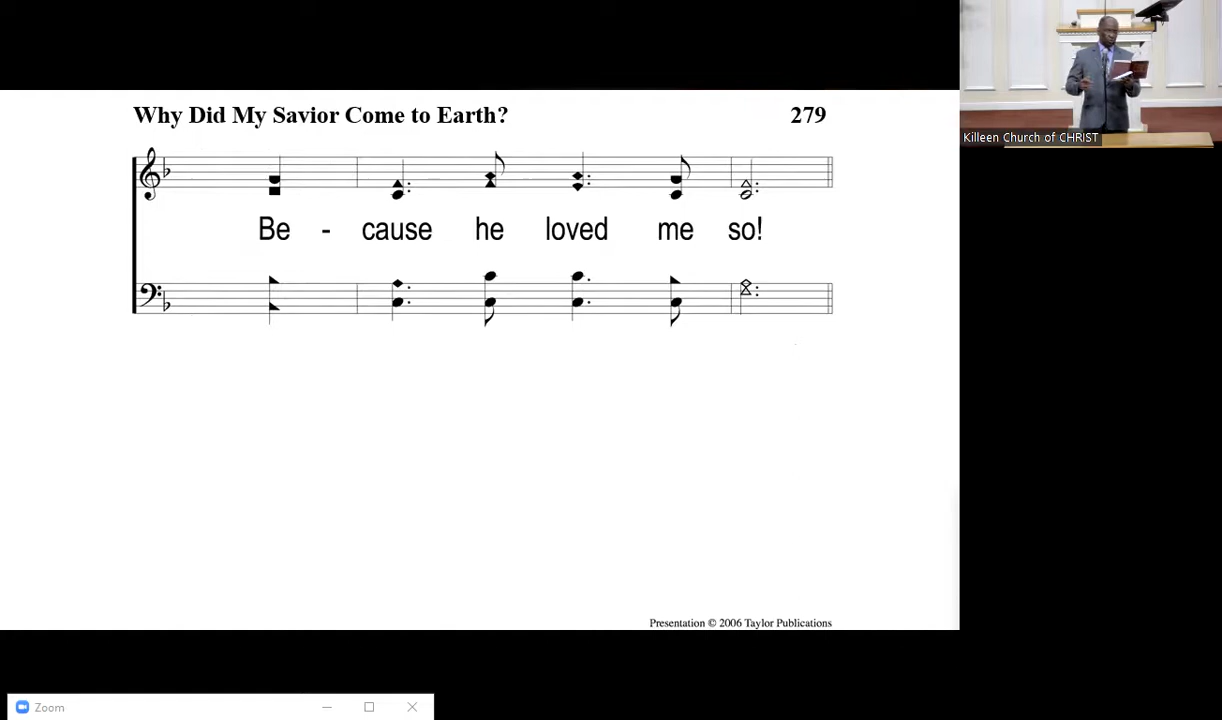 Why Did My Savior Come to Earth? 279
Be - cause he loved me so!
Presentation © 2006 Taylor Publications
Killeen Church of CHRIST
Zoom